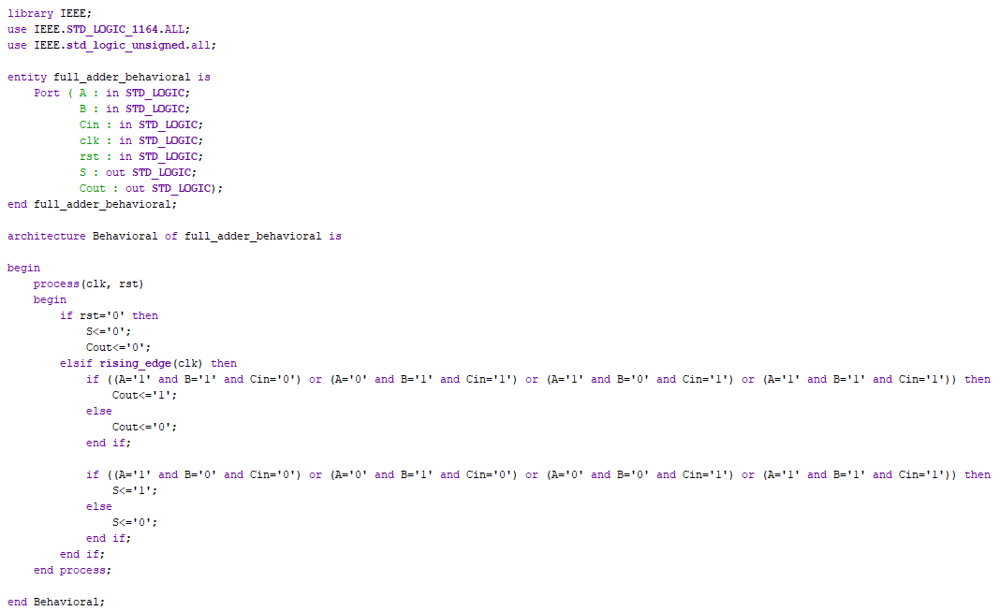 library IEEE;
use IEEE.STD_LOGIC_1164.ALL;
use IEEE.std_logic_unsigned.all;

entity full_adder_behavioral is
    Port ( A : in STD_LOGIC;
           B : in STD_LOGIC;
           Cin : in STD_LOGIC;
           clk : in STD_LOGIC;
           rst : in STD_LOGIC;
           S : out STD_LOGIC;
           Cout : out STD_LOGIC);
end full_adder_behavioral;

architecture Behavioral of full_adder_behavioral is

begin
    process(clk, rst)
    begin
        if rst='0' then
            S<='0';
            Cout<='0';
        elsif rising_edge(clk) then
            if ((A='1' and B='1' and Cin='0') or (A='0' and B='1' and Cin='1') or (A='1' and B='0' and Cin='1') or (A='1' and B='1' and Cin='1')) then
                Cout<='1';
            else
                Cout<='0';
            end if;

            if ((A='1' and B='0' and Cin='0') or (A='0' and B='1' and Cin='0') or (A='0' and B='0' and Cin='1') or (A='1' and B='1' and Cin='1')) then
                S<='1';
            else
                S<='0';
            end if;
        end if;
    end process;

end Behavioral;